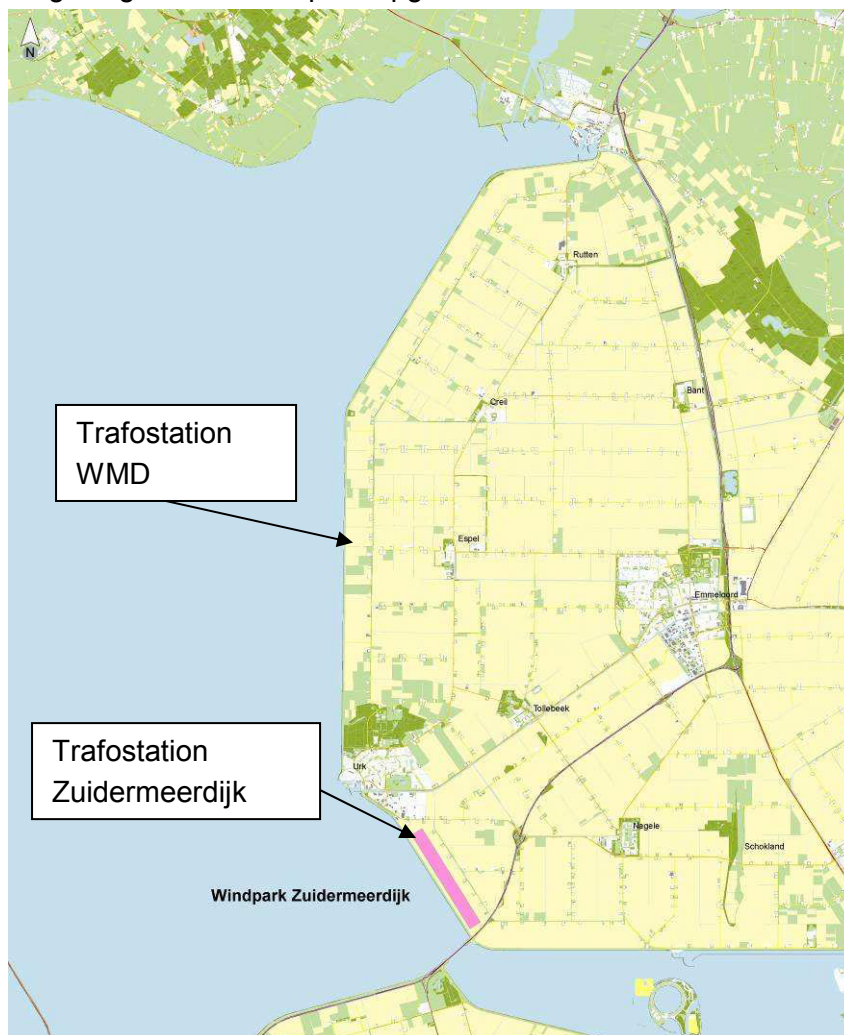 N
Rutten
Creil
Bant
Trafostation
WMD
Espel
Emmeloord
Tollebeek
Trafostation
Zuidermeerdijk
Urk
Nagele
Schokland
Windpark Zuidermeerdijk